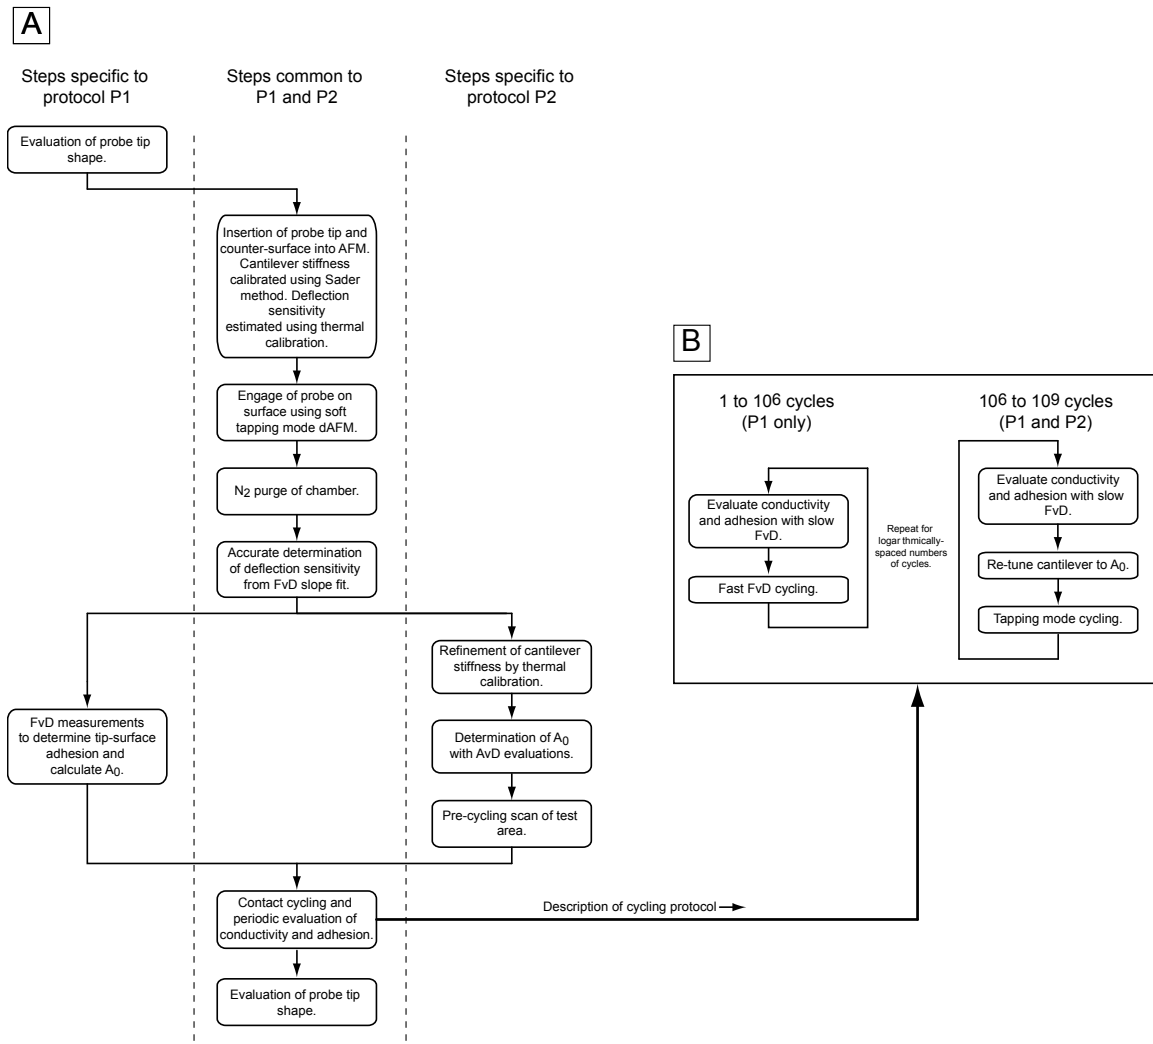 A
Steps specific to
protocol P1
Steps common to
P1 and P2
Steps specific to
protocol P2
Evaluation of probe tip
shape.
Insertion of probe tip and
counter-surface into AFM.
Cantilever stiffness
calibrated using Sader
method. Deflection
sensitivity
estimated using thermal
calibration.
Engage of probe on
surface using soft
tapping mode dAFM.
N2 purge of chamber.
Accurate determination
of deflection sensitivity
from FvD slope fit.
Refinement of cantilever
stiffness by thermal
calibration.
FvD measurements
to determine tip-surface
adhesion and
calculate A0.
Determination of A0
with AvD evaluations.
Pre-cycling scan of test
area.
Contact cycling and
periodic evaluation of
conductivity and adhesion.
Description of cycling protocol
Evaluation of probe tip
shape.
B
1 to 10⁶ cycles
(P1 only)
Evaluate conductivity
and adhesion with slow
FvD.
Fast FvD cycling.
Repeat for
logar thmically-
spaced numbers
of cycles.
10⁶ to 10⁹ cycles
(P1 and P2)
Evaluate conductivity
and adhesion with slow
FvD.
Re-tune cantilever to A0.
Tapping mode cycling.